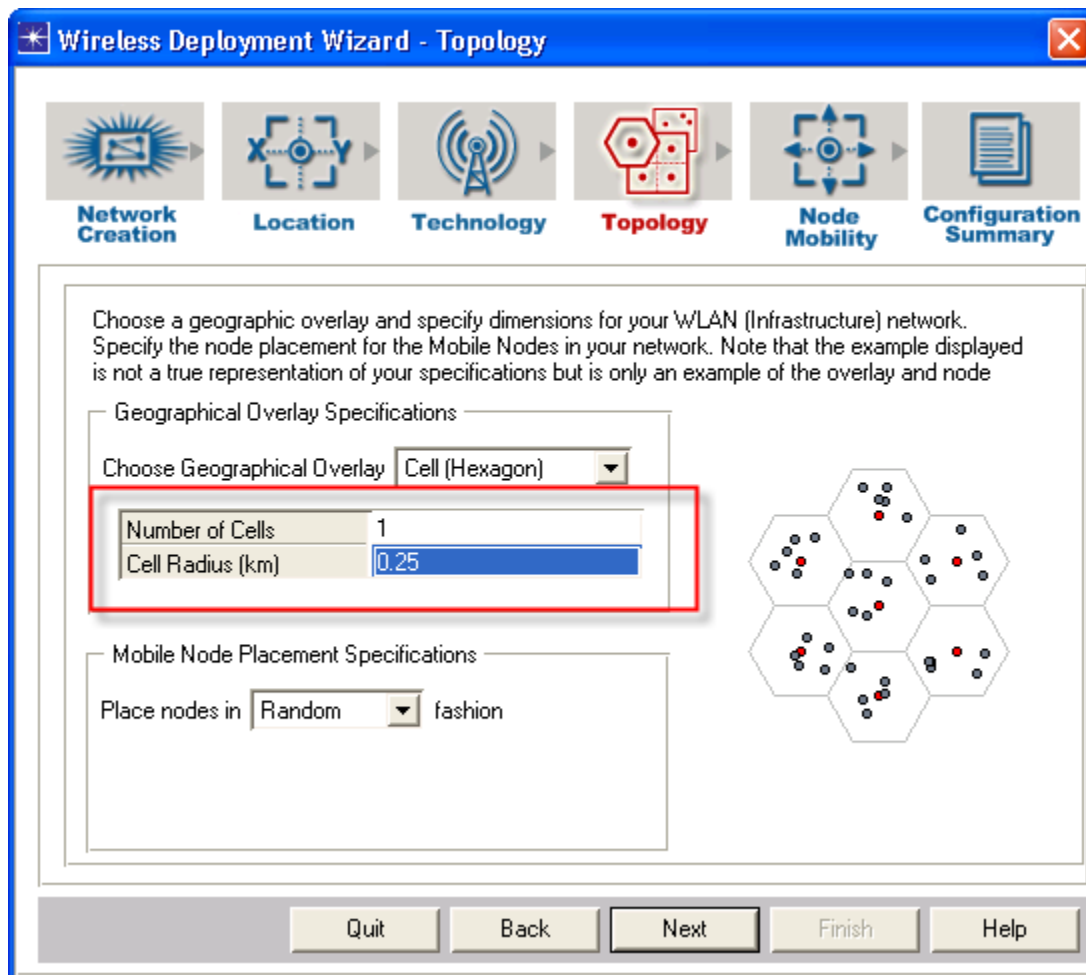 Wireless Deployment Wizard - Topology
X
Y
Network
Creation
Location
Technology
Topology
Node
Mobility
Configuration
Summary
Choose a geographic overlay and specify dimensions for your WLAN (Infrastructure) network.
Specify the node placement for the Mobile Nodes in your network. Note that the example displayed
is not a true representation of your specifications but is only an example of the overlay and node
Geographical Overlay Specifications
Choose Geographical Overlay Cell (Hexagon)
Number of Cells 1
Cell Radius (km) 0.25
Mobile Node Placement Specifications
Place nodes in Random fashion
Quit Back Next Finish Help